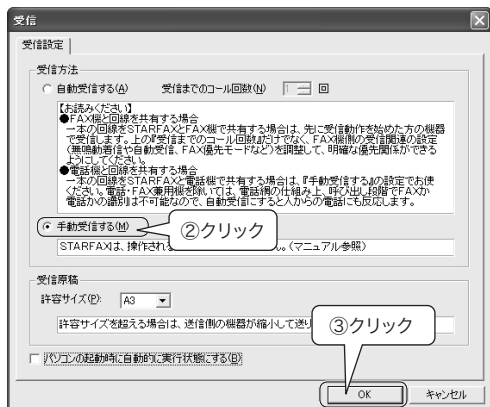 受信
受信設定
受信方法
自動受信する(A) 受信までのコール回数(N) 1 回
【お読みください】
●FAX機と回線を共有する場合
一本の回線をSTARFAXとFAX機で共有する場合は、先に受信動作を始めた方の機器
で受信します。上の『受信までのコール回数』だけでなく、FAX機側の受信関連の設定
(無鳴動着信や自動受信、FAX優先モードなど)を調整して、明確な優先関係ができる
ようにしてください。
●電話機と回線を共有する場合
一本の回線をSTARFAXと電話機で共有する場合は、『手動受信する』の設定でお使
ください。電話・FAX兼用機を除いては、電話網の仕組み上、呼び出し段階でFAXか
電話かの識別は不可能なので、自動受信にすると人からの電話にも反応します。
手動受信する(M)
②クリック
STARFAXは、操作され ん。(マニュアル参照)
受信原稿
許容サイズ(P): A3
許容サイズを超える場合は、送信側の機器が縮小して送り
③クリック
パソコンの起動時に自動的に実行状態にする(B)
OK キャンセル